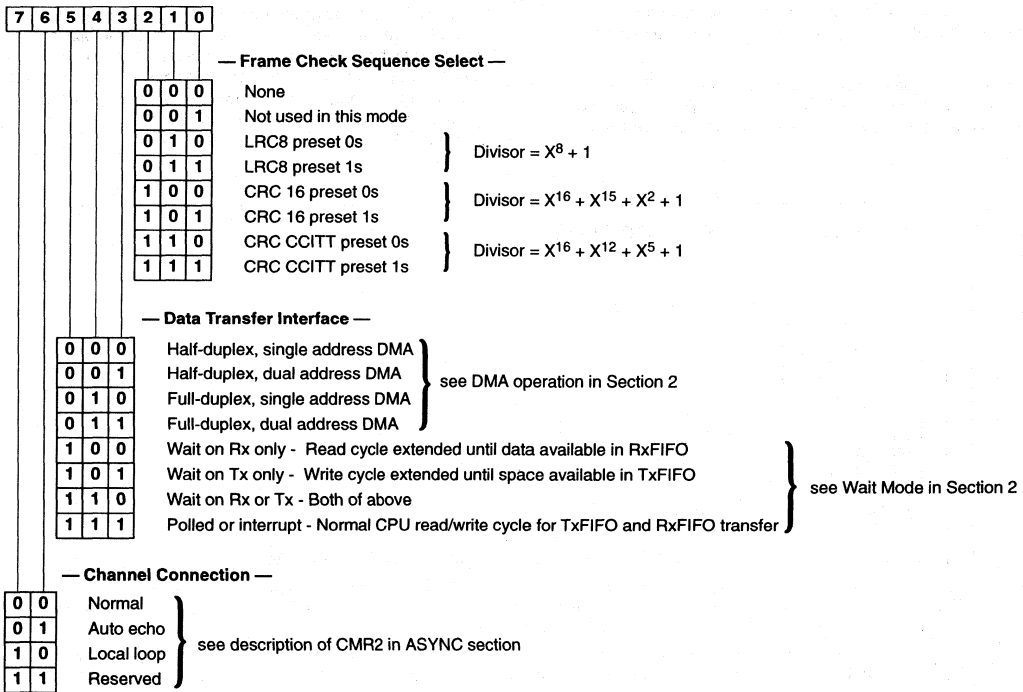 7 6 5 4 3 2 1 0
— Frame Check Sequence Select —
0 0 0 None
0 0 1 Not used in this mode
0 1 0 LRC8 preset 0s
Divisor = X⁸ + 1
0 1 1 LRC8 preset 1s
1 0 0 CRC 16 preset 0s
Divisor = X¹⁶ + X¹⁵ + X² + 1
1 0 1 CRC 16 preset 1s
1 1 0 CRC CCITT preset 0s
Divisor = X¹⁶ + X¹² + X⁵ + 1
1 1 1 CRC CCITT preset 1s
— Data Transfer Interface —
0 0 0 Half-duplex, single address DMA
0 0 1 Half-duplex, dual address DMA
see DMA operation in Section 2
0 1 0 Full-duplex, single address DMA
0 1 1 Full-duplex, dual address DMA
1 0 0 Wait on Rx only - Read cycle extended until data available in RxFIFO
1 0 1 Wait on Tx only - Write cycle extended until space available in TxFIFO
see Wait Mode in Section 2
1 1 0 Wait on Rx or Tx - Both of above
1 1 1 Polled or interrupt - Normal CPU read/write cycle for TxFIFO and RxFIFO transfer
— Channel Connection —
0 0 Normal
0 1 Auto echo
see description of CMR2 in ASYNC section
1 0 Local loop
1 1 Reserved